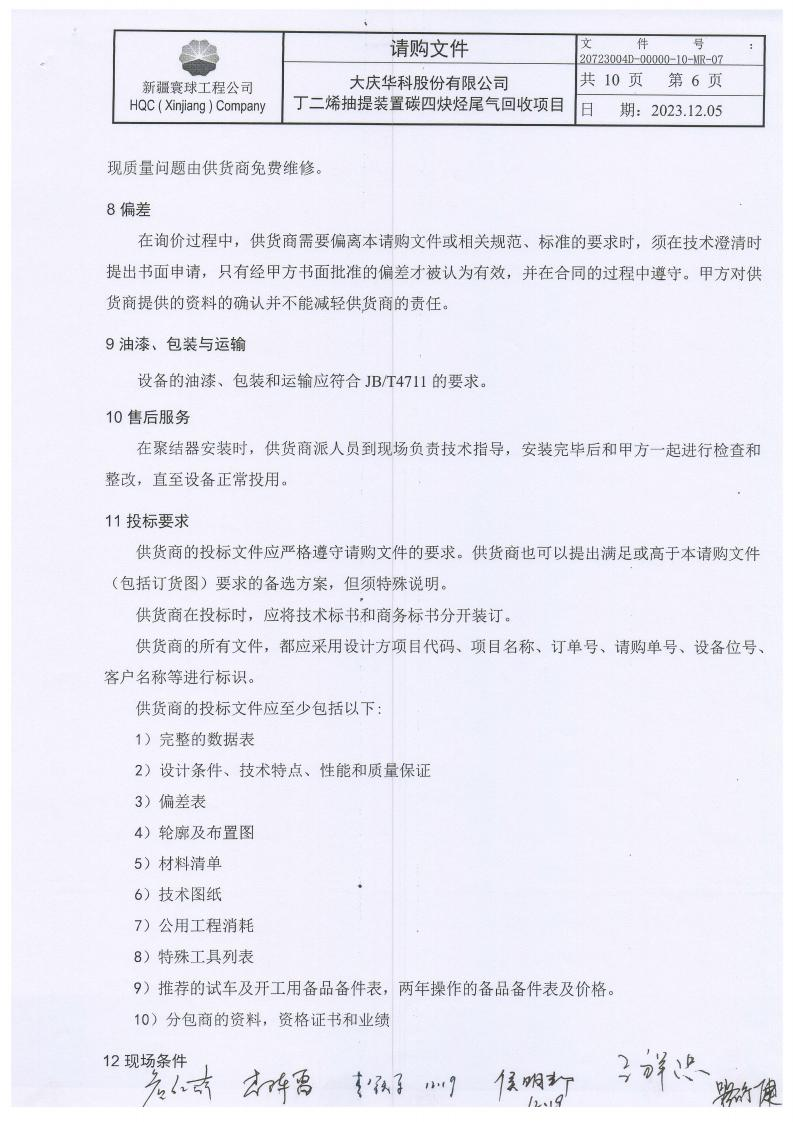 请购文件
文件号：
20723004D-00000-10-MR-07
新疆寰球工程公司
HQC ( Xinjiang ) Company
大庆华科股份有限公司
丁二烯抽提装置碳四炔烃尾气回收项目
共 10 页 第 6 页
日 期：2023.12.05
现质量问题由供货商免费维修。
8 偏差
在询价过程中，供货商需要偏离本请购文件或相关规范、标准的要求时，须在技术澄清时
提出书面申请，只有经甲方书面批准的偏差才被认为有效，并在合同的过程中遵守。甲方对供
货商提供的资料的确认并不能减轻供货商的责任。
9 油漆、包装与运输
设备的油漆、包装和运输应符合 JB/T4711 的要求。
10 售后服务
在聚结器安装时，供货商派人员到现场负责技术指导，安装完毕后和甲方一起进行检查和
整改，直至设备正常投用。
11 投标要求
供货商的投标文件应严格遵守请购文件的要求。供货商也可以提出满足或高于本请购文件
（包括订货图）要求的备选方案，但须特殊说明。
供货商在投标时，应将技术标书和商务标书分开装订。
供货商的所有文件，都应采用设计方项目代码、项目名称、订单号、请购单号、设备位号、
客户名称等进行标识。
供货商的投标文件应至少包括以下：
1）完整的数据表
2）设计条件、技术特点、性能和质量保证
3）偏差表
4）轮廓及布置图
5）材料清单
6）技术图纸
7）公用工程消耗
8）特殊工具列表
9）推荐的试车及开工用备品备件表，两年操作的备品备件表及价格。
10）分包商的资料，资格证书和业绩
12 现场条件
12.19
12.19